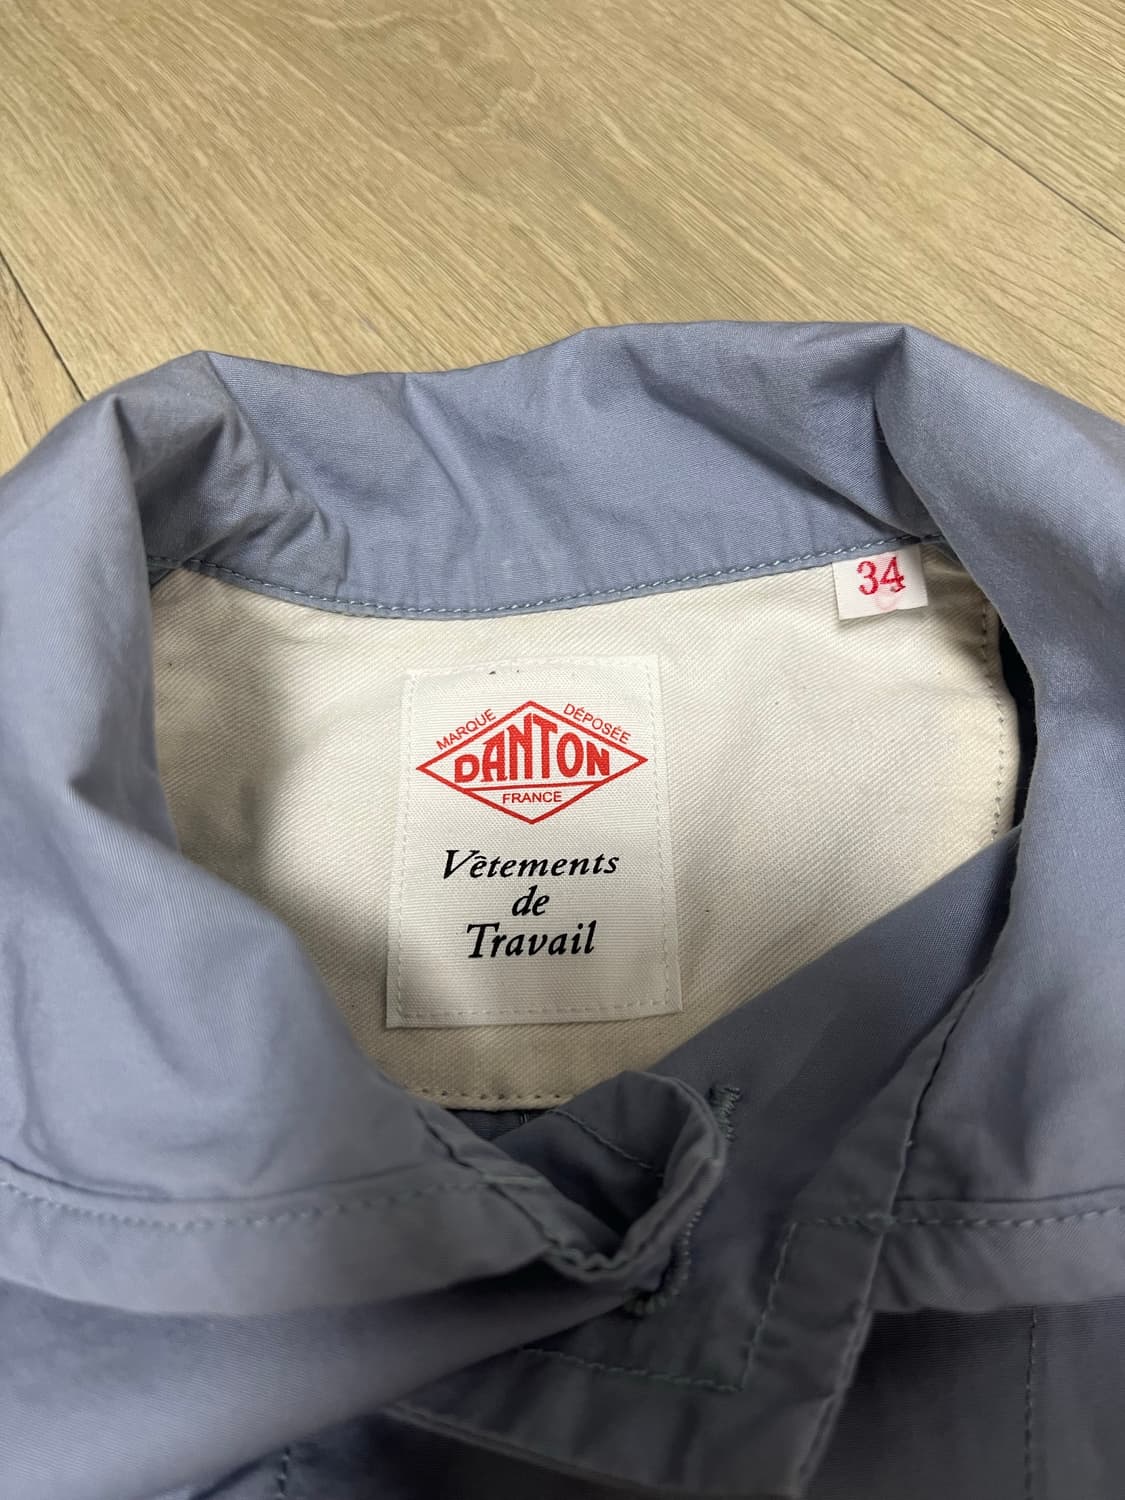 34
MARQUE DÉPOSÉE
DANTON
FRANCE
Vêtements
de
Travail